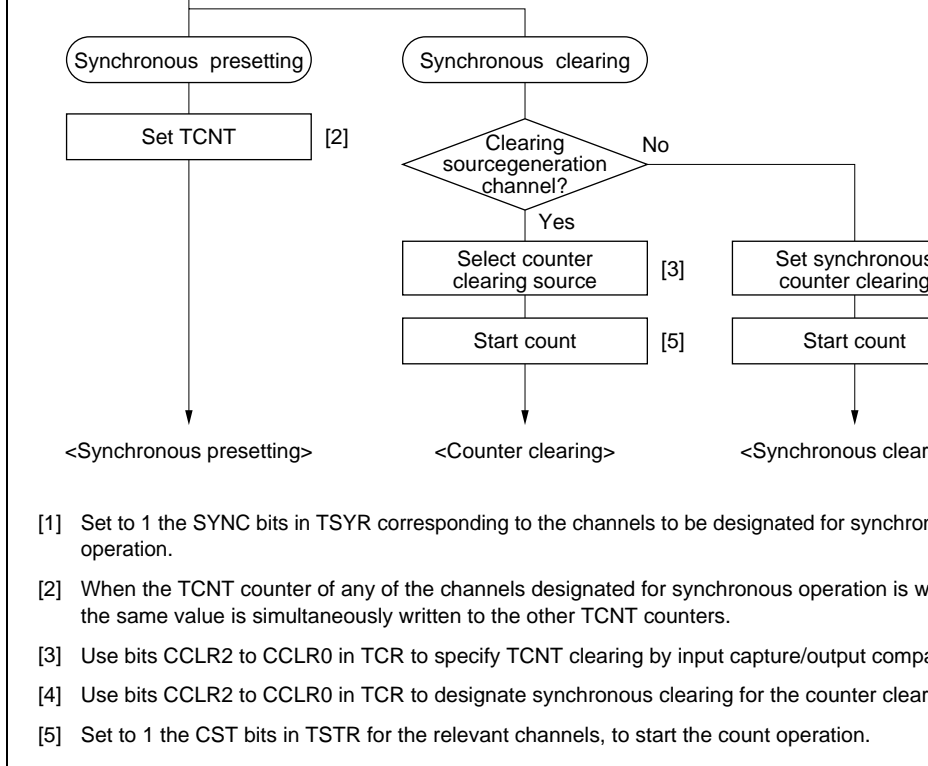 Synchronous presetting
Synchronous clearing
Set TCNT
[2]
Clearing
sourcegeneration
channel?
No
Yes
Select counter
clearing source
[3]
Set synchronous
counter clearing
Start count
[5]
Start count
<Synchronous presetting>
<Counter clearing>
<Synchronous clear
[1] Set to 1 the SYNC bits in TSYR corresponding to the channels to be designated for synchron
operation.
[2] When the TCNT counter of any of the channels designated for synchronous operation is w
the same value is simultaneously written to the other TCNT counters.
[3] Use bits CCLR2 to CCLR0 in TCR to specify TCNT clearing by input capture/output compa
[4] Use bits CCLR2 to CCLR0 in TCR to designate synchronous clearing for the counter clear
[5] Set to 1 the CST bits in TSTR for the relevant channels, to start the count operation.